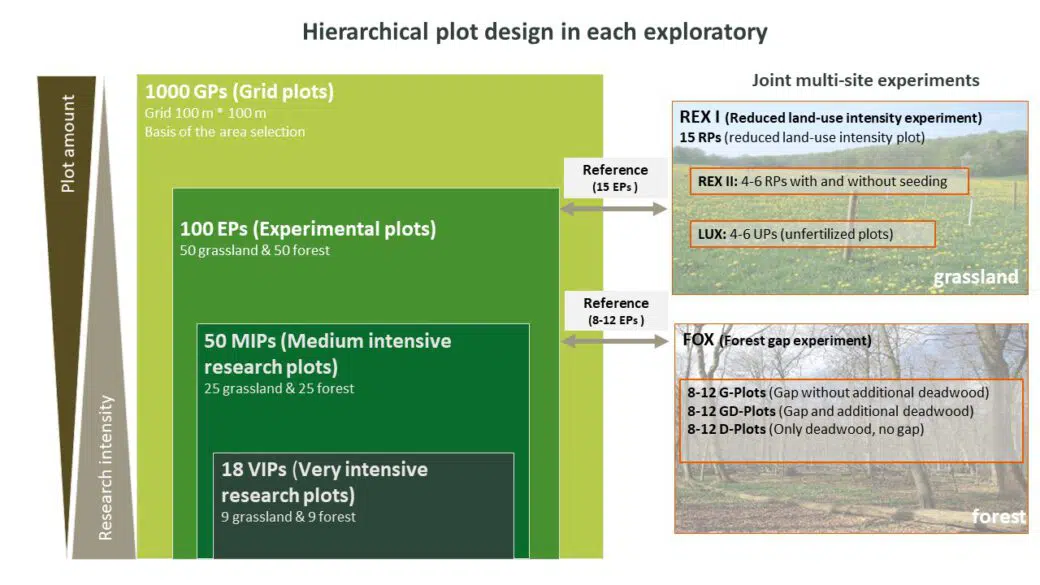 Hierarchical plot design in each exploratory
Plot amount
Research intensity
1000 GPs (Grid plots)
Grid 100 m * 100 m
Basis of the area selection
100 EPs (Experimental plots)
50 grassland & 50 forest
50 MIPs (Medium intensive
research plots)
25 grassland & 25 forest
18 VIPs (Very intensive
research plots)
9 grassland & 9 forest
Reference
(15 EPs )
Reference
(8-12 EPs )
Joint multi-site experiments
REX I (Reduced land-use intensity experiment)
15 RPs (reduced land-use intensity plot)
REX II: 4-6 RPs with and without seeding
LUX: 4-6 UPs (unfertilized plots)
grassland
FOX (Forest gap experiment)
8-12 G-Plots (Gap without additional deadwood)
8-12 GD-Plots (Gap and additional deadwood)
8-12 D-Plots (Only deadwood, no gap)
forest